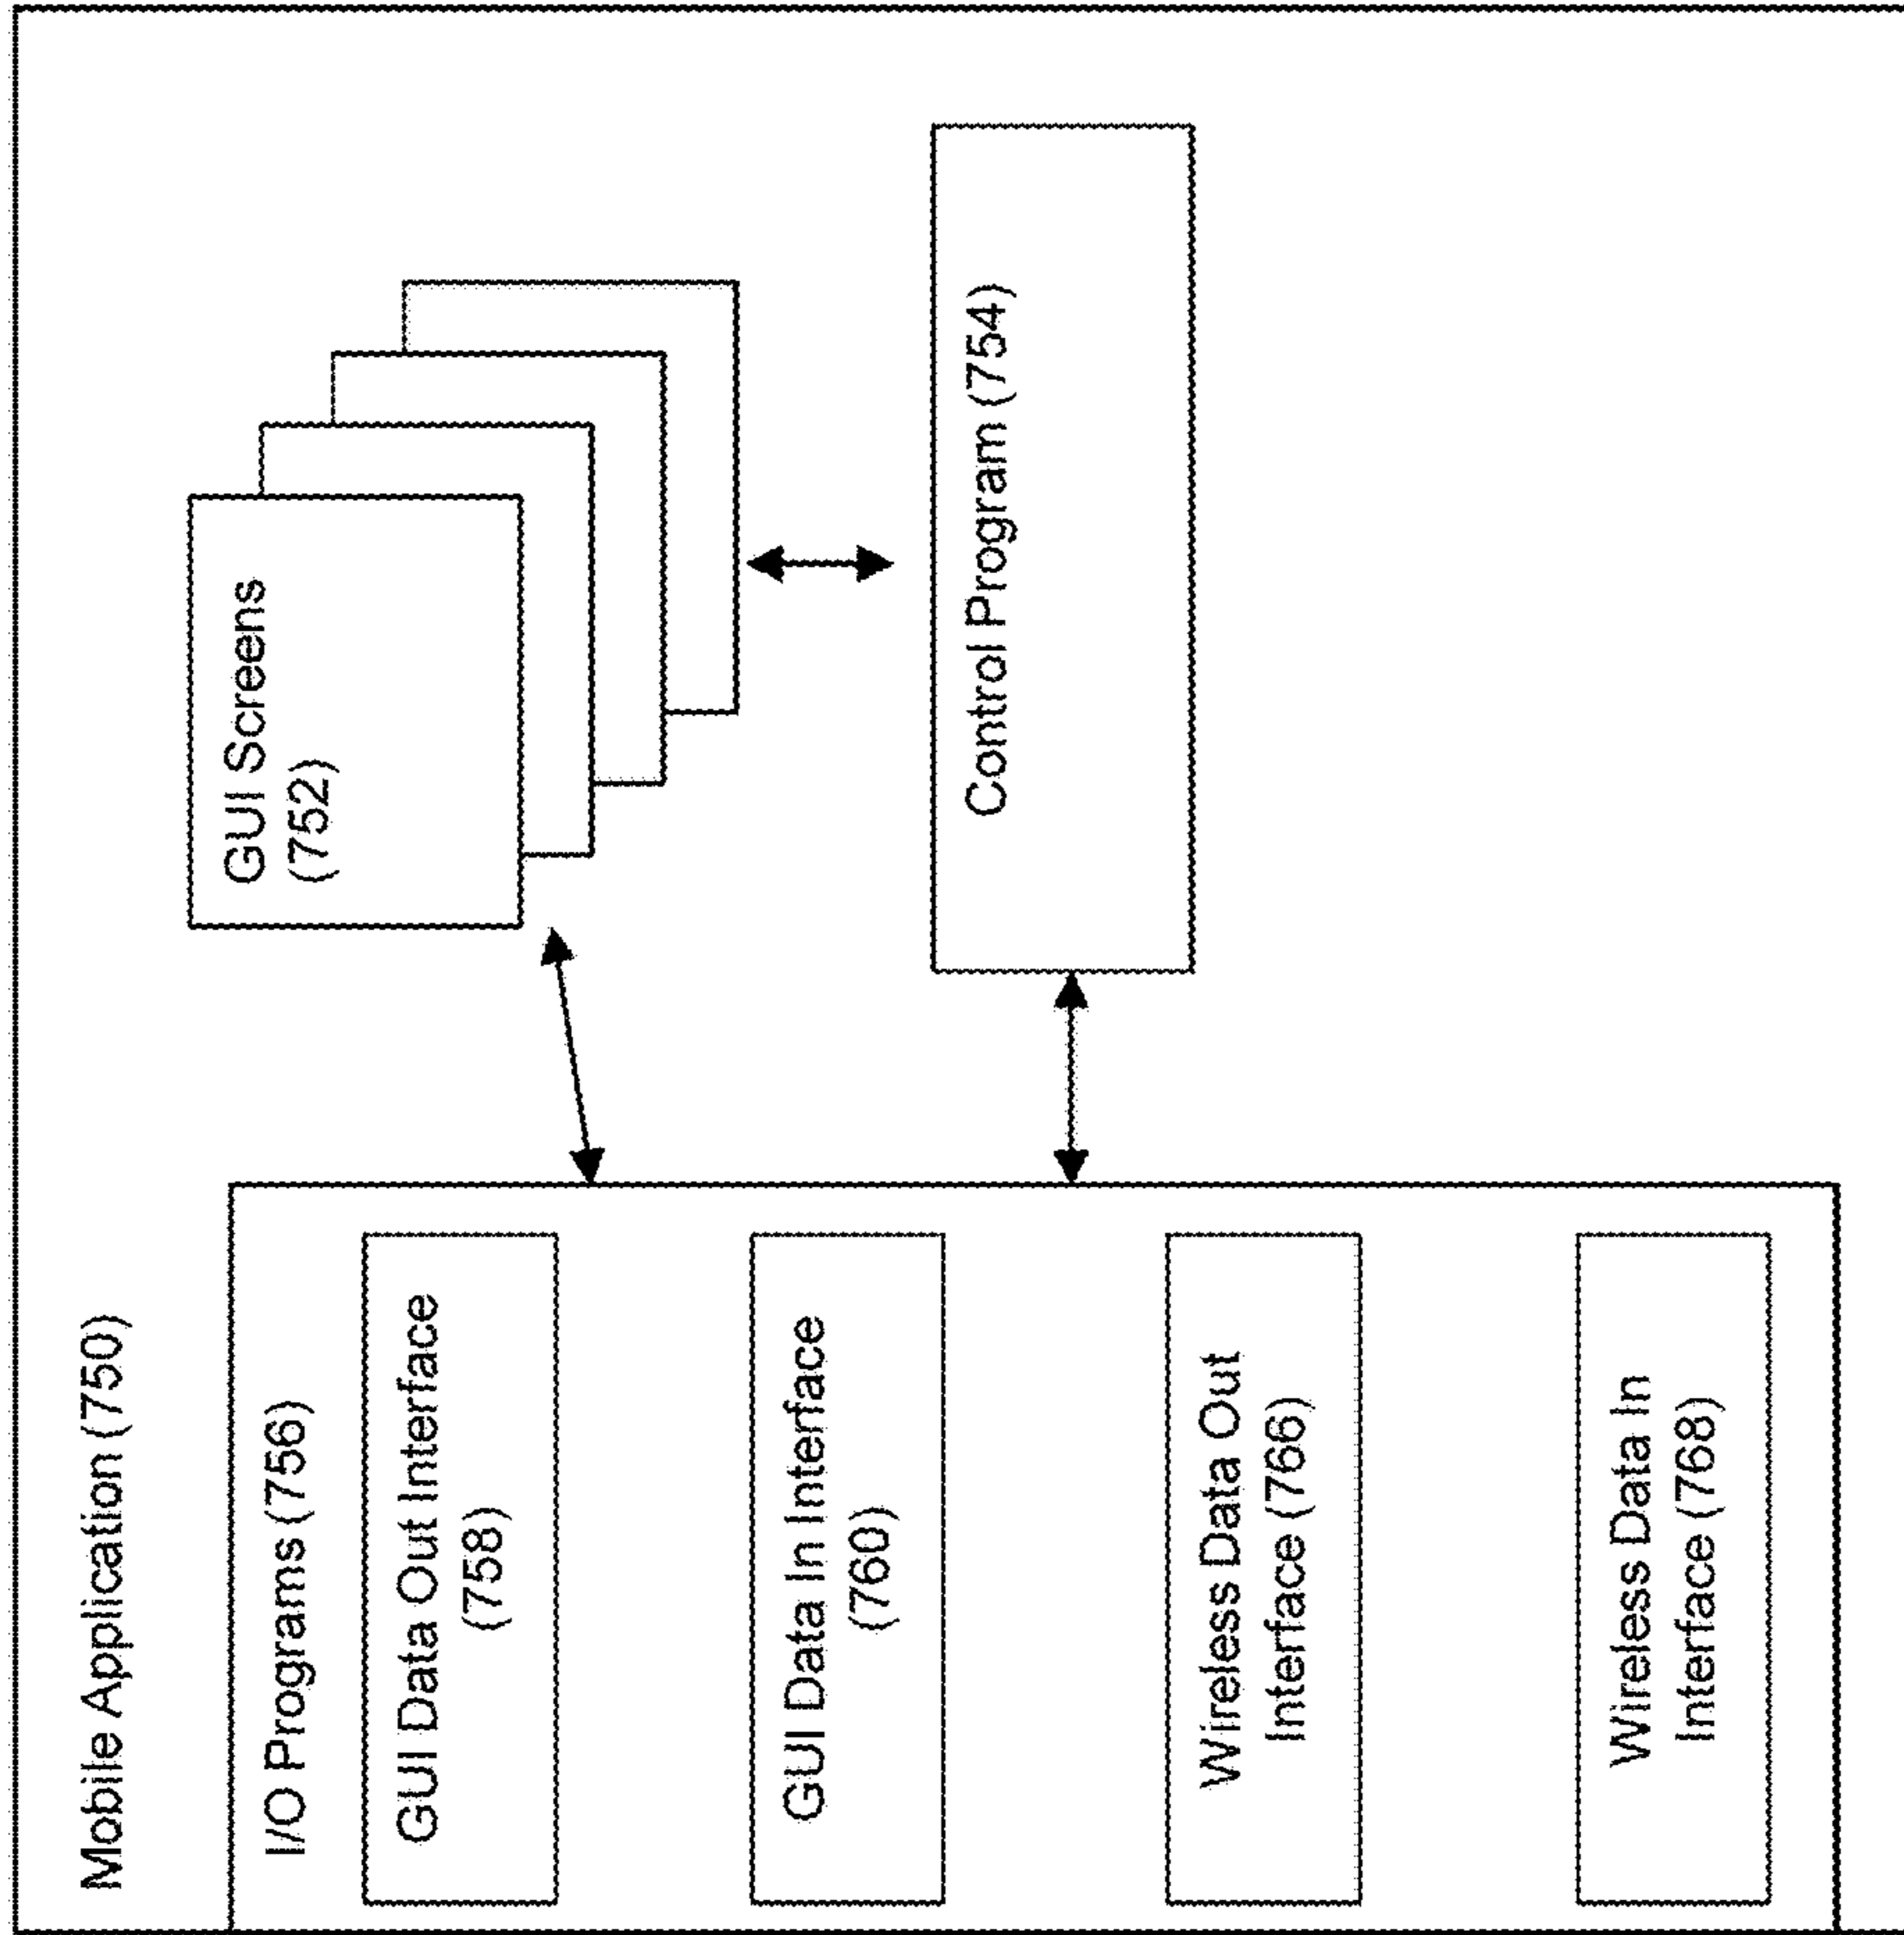 Mobile Application (750)
I/O Programs (756)
GUI Data Out Interface
(758)
GUI Data In Interface
(760)
Wireless Data Out
Interface (766)
Wireless Data In
Interface (768)
GUI Screens
(752)
Control Program (754)